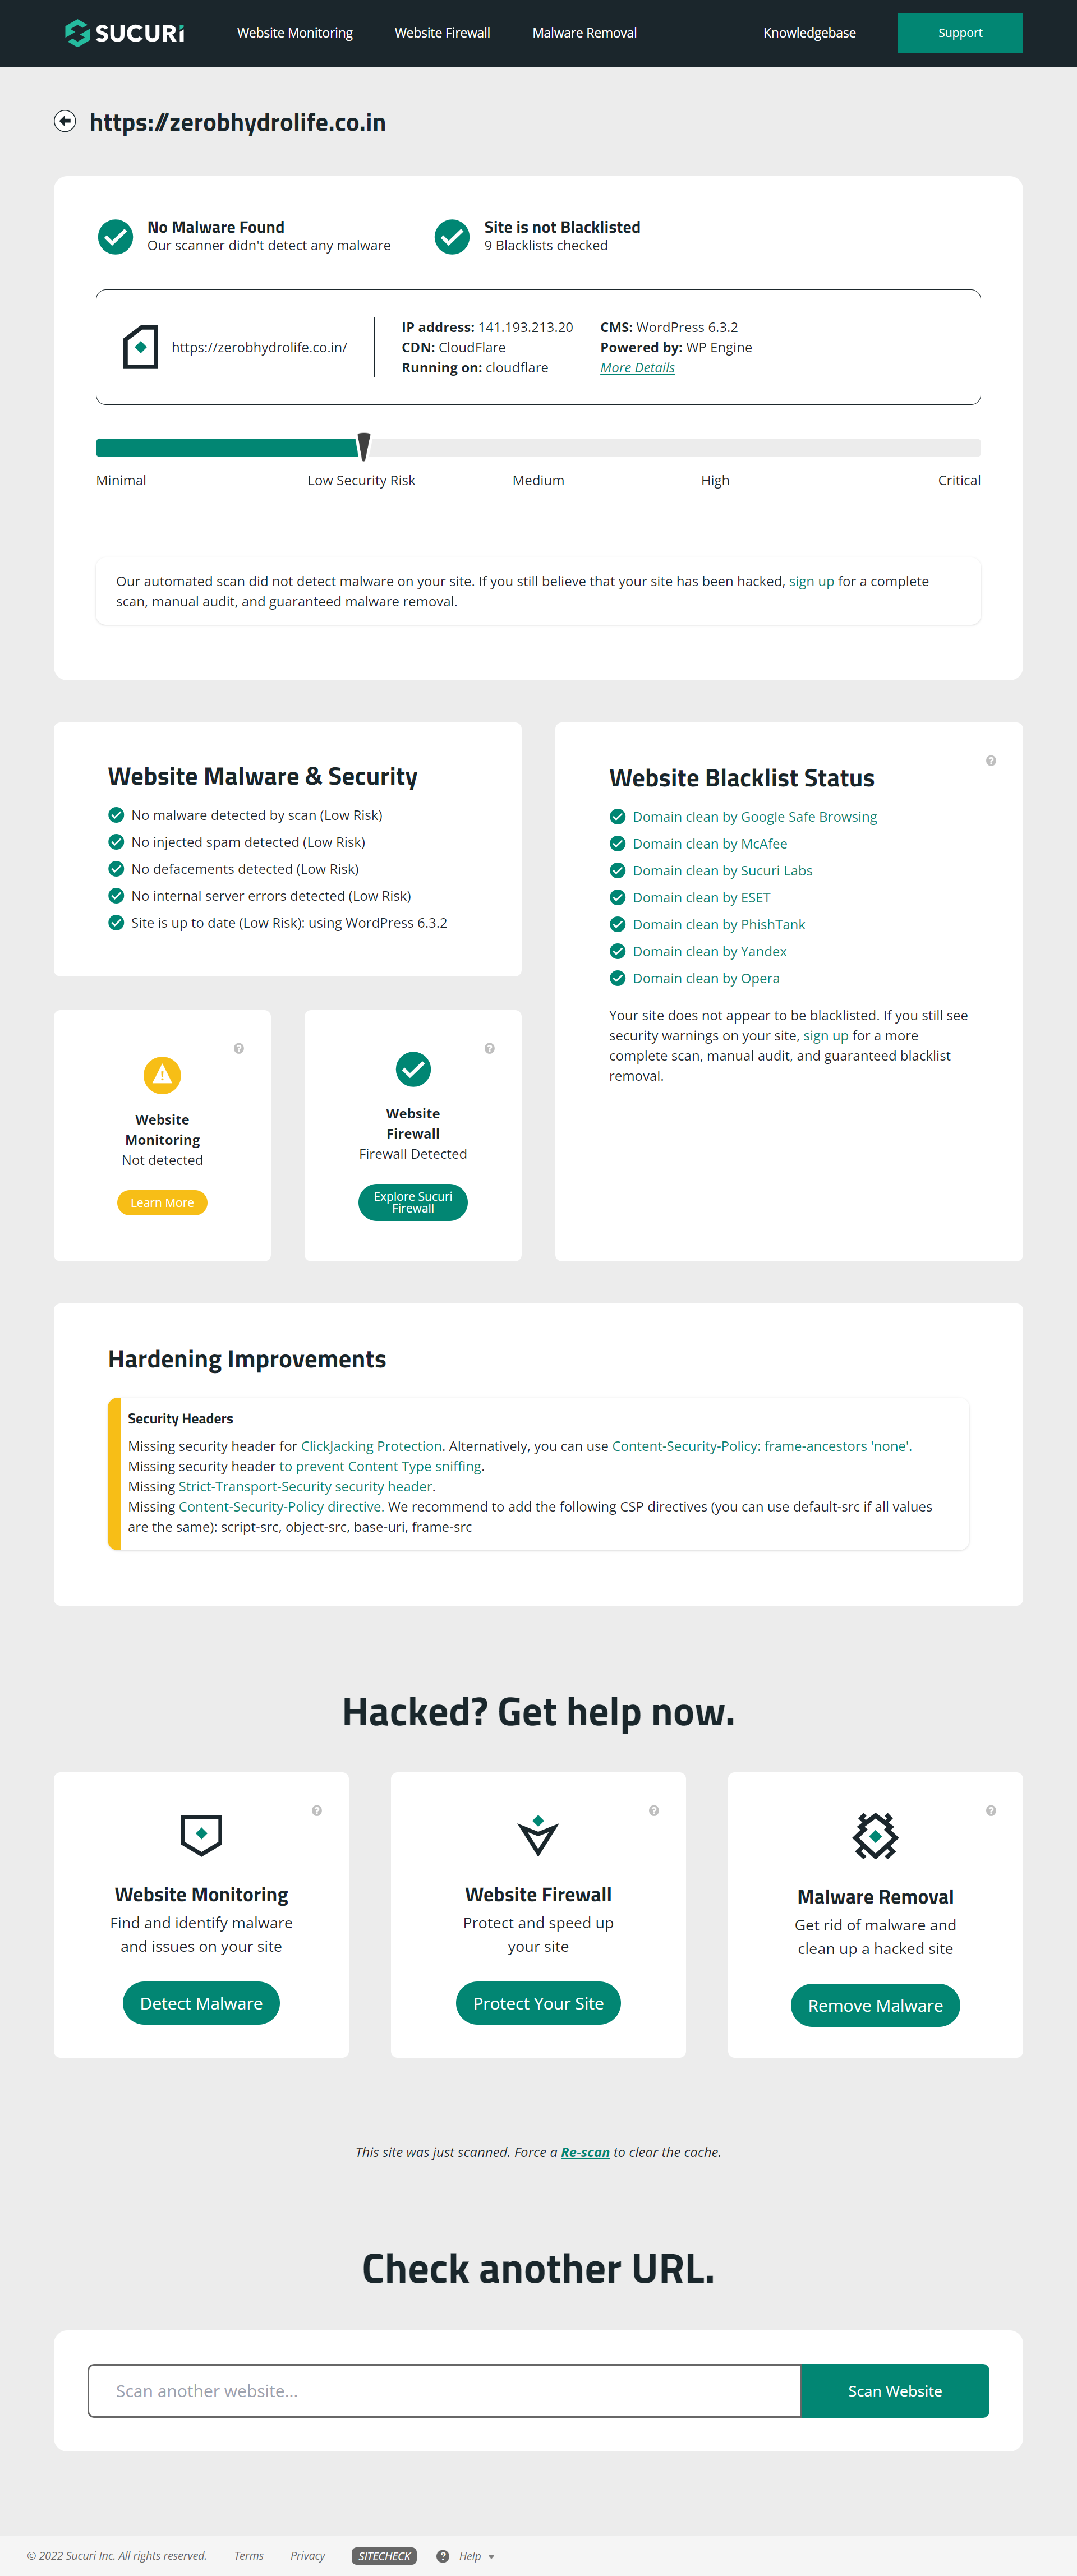 SUCURi
Website Monitoring
Website Firewall
Malware Removal
Knowledgebase
Support
https://zerobhydrolife.co.in
No Malware Found
Our scanner didn't detect any malware
Site is not Blacklisted
9 Blacklists checked
https://zerobhydrolife.co.in/
IP address: 141.193.213.20
CDN: CloudFlare
Running on: cloudflare
CMS: WordPress 6.3.2
Powered by: WP Engine
More Details
Minimal
Low Security Risk
Medium
High
Critical
Our automated scan did not detect malware on your site. If you still believe that your site has been hacked, sign up for a complete
scan, manual audit, and guaranteed malware removal.
Website Malware & Security
No malware detected by scan (Low Risk)
No injected spam detected (Low Risk)
No defacements detected (Low Risk)
No internal server errors detected (Low Risk)
Site is up to date (Low Risk): using WordPress 6.3.2
Website Blacklist Status
Domain clean by Google Safe Browsing
Domain clean by McAfee
Domain clean by Sucuri Labs
Domain clean by ESET
Domain clean by PhishTank
Domain clean by Yandex
Domain clean by Opera
Your site does not appear to be blacklisted. If you still see
security warnings on your site, sign up for a more
complete scan, manual audit, and guaranteed blacklist
removal.
Website
Monitoring
Not detected
Learn More
Website
Firewall
Firewall Detected
Explore Sucuri
Firewall
Hardening Improvements
Security Headers
Missing security header for ClickJacking Protection. Alternatively, you can use Content-Security-Policy: frame-ancestors 'none'.
Missing security header to prevent Content Type sniffing.
Missing Strict-Transport-Security security header.
Missing Content-Security-Policy directive. We recommend to add the following CSP directives (you can use default-src if all values
are the same): script-src, object-src, base-uri, frame-src
Hacked? Get help now.
Website Monitoring
Find and identify malware
and issues on your site
Detect Malware
Website Firewall
Protect and speed up
your site
Protect Your Site
Malware Removal
Get rid of malware and
clean up a hacked site
Remove Malware
This site was just scanned. Force a Re-scan to clear the cache.
Check another URL.
Scan another website...
Scan Website
© 2022 Sucuri Inc. All rights reserved.
Terms
Privacy
SITECHECK
? Help